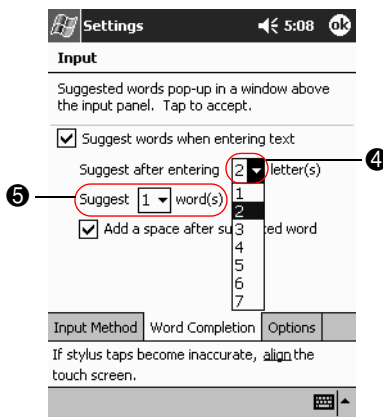 Settings 5:08 ok
Input
Suggested words pop-up in a window above
the input panel. Tap to accept.
Suggest words when entering text
Suggest after entering 2 letter(s)
❹
❺
Suggest 1 word(s)
1
2
Add a space after su 3 ed word
4
5
6
7
Input Method Word Completion Options
If stylus taps become inaccurate, align the
touch screen.